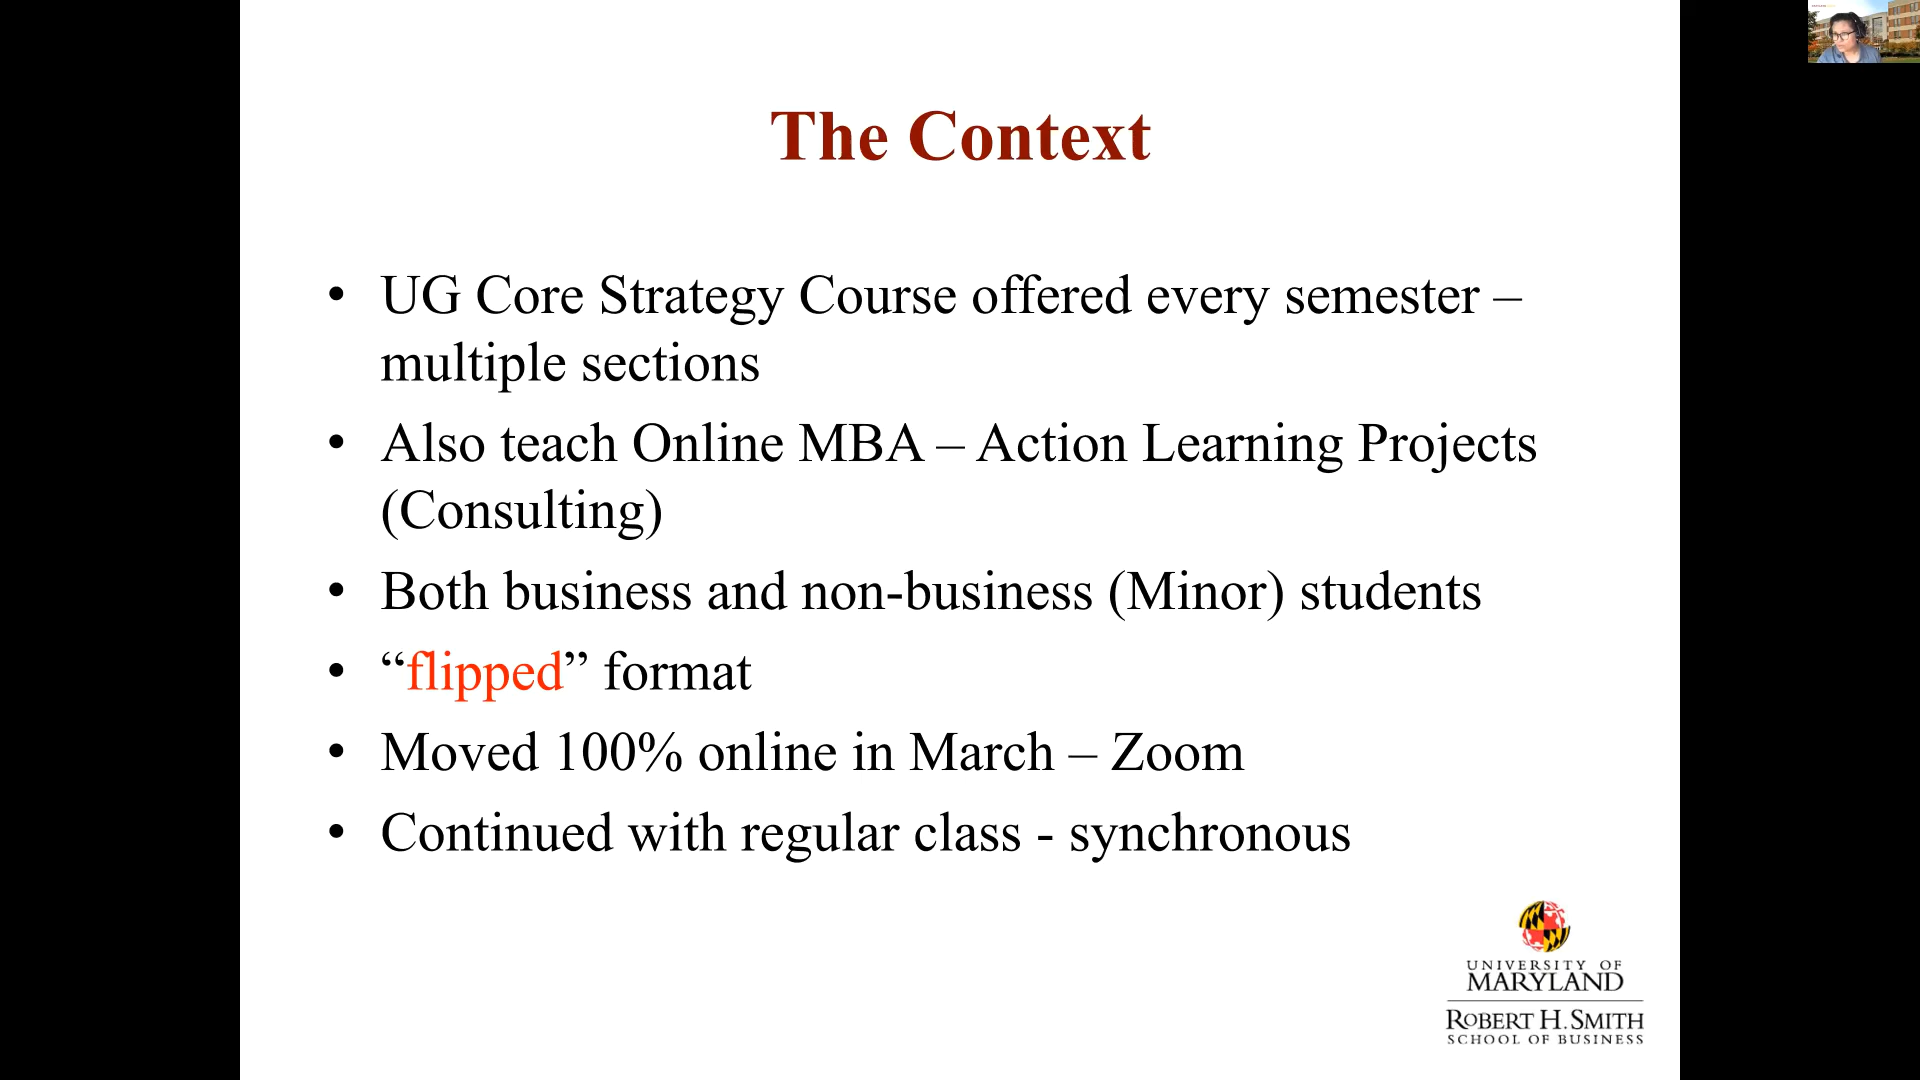 The Context
• UG Core Strategy Course offered every semester –
multiple sections
• Also teach Online MBA – Action Learning Projects
(Consulting)
• Both business and non-business (Minor) students
• “flipped” format
• Moved 100% online in March – Zoom
• Continued with regular class - synchronous
UNIVERSITY OF
MARYLAND
ROBERT H. SMITH
SCHOOL OF BUSINESS